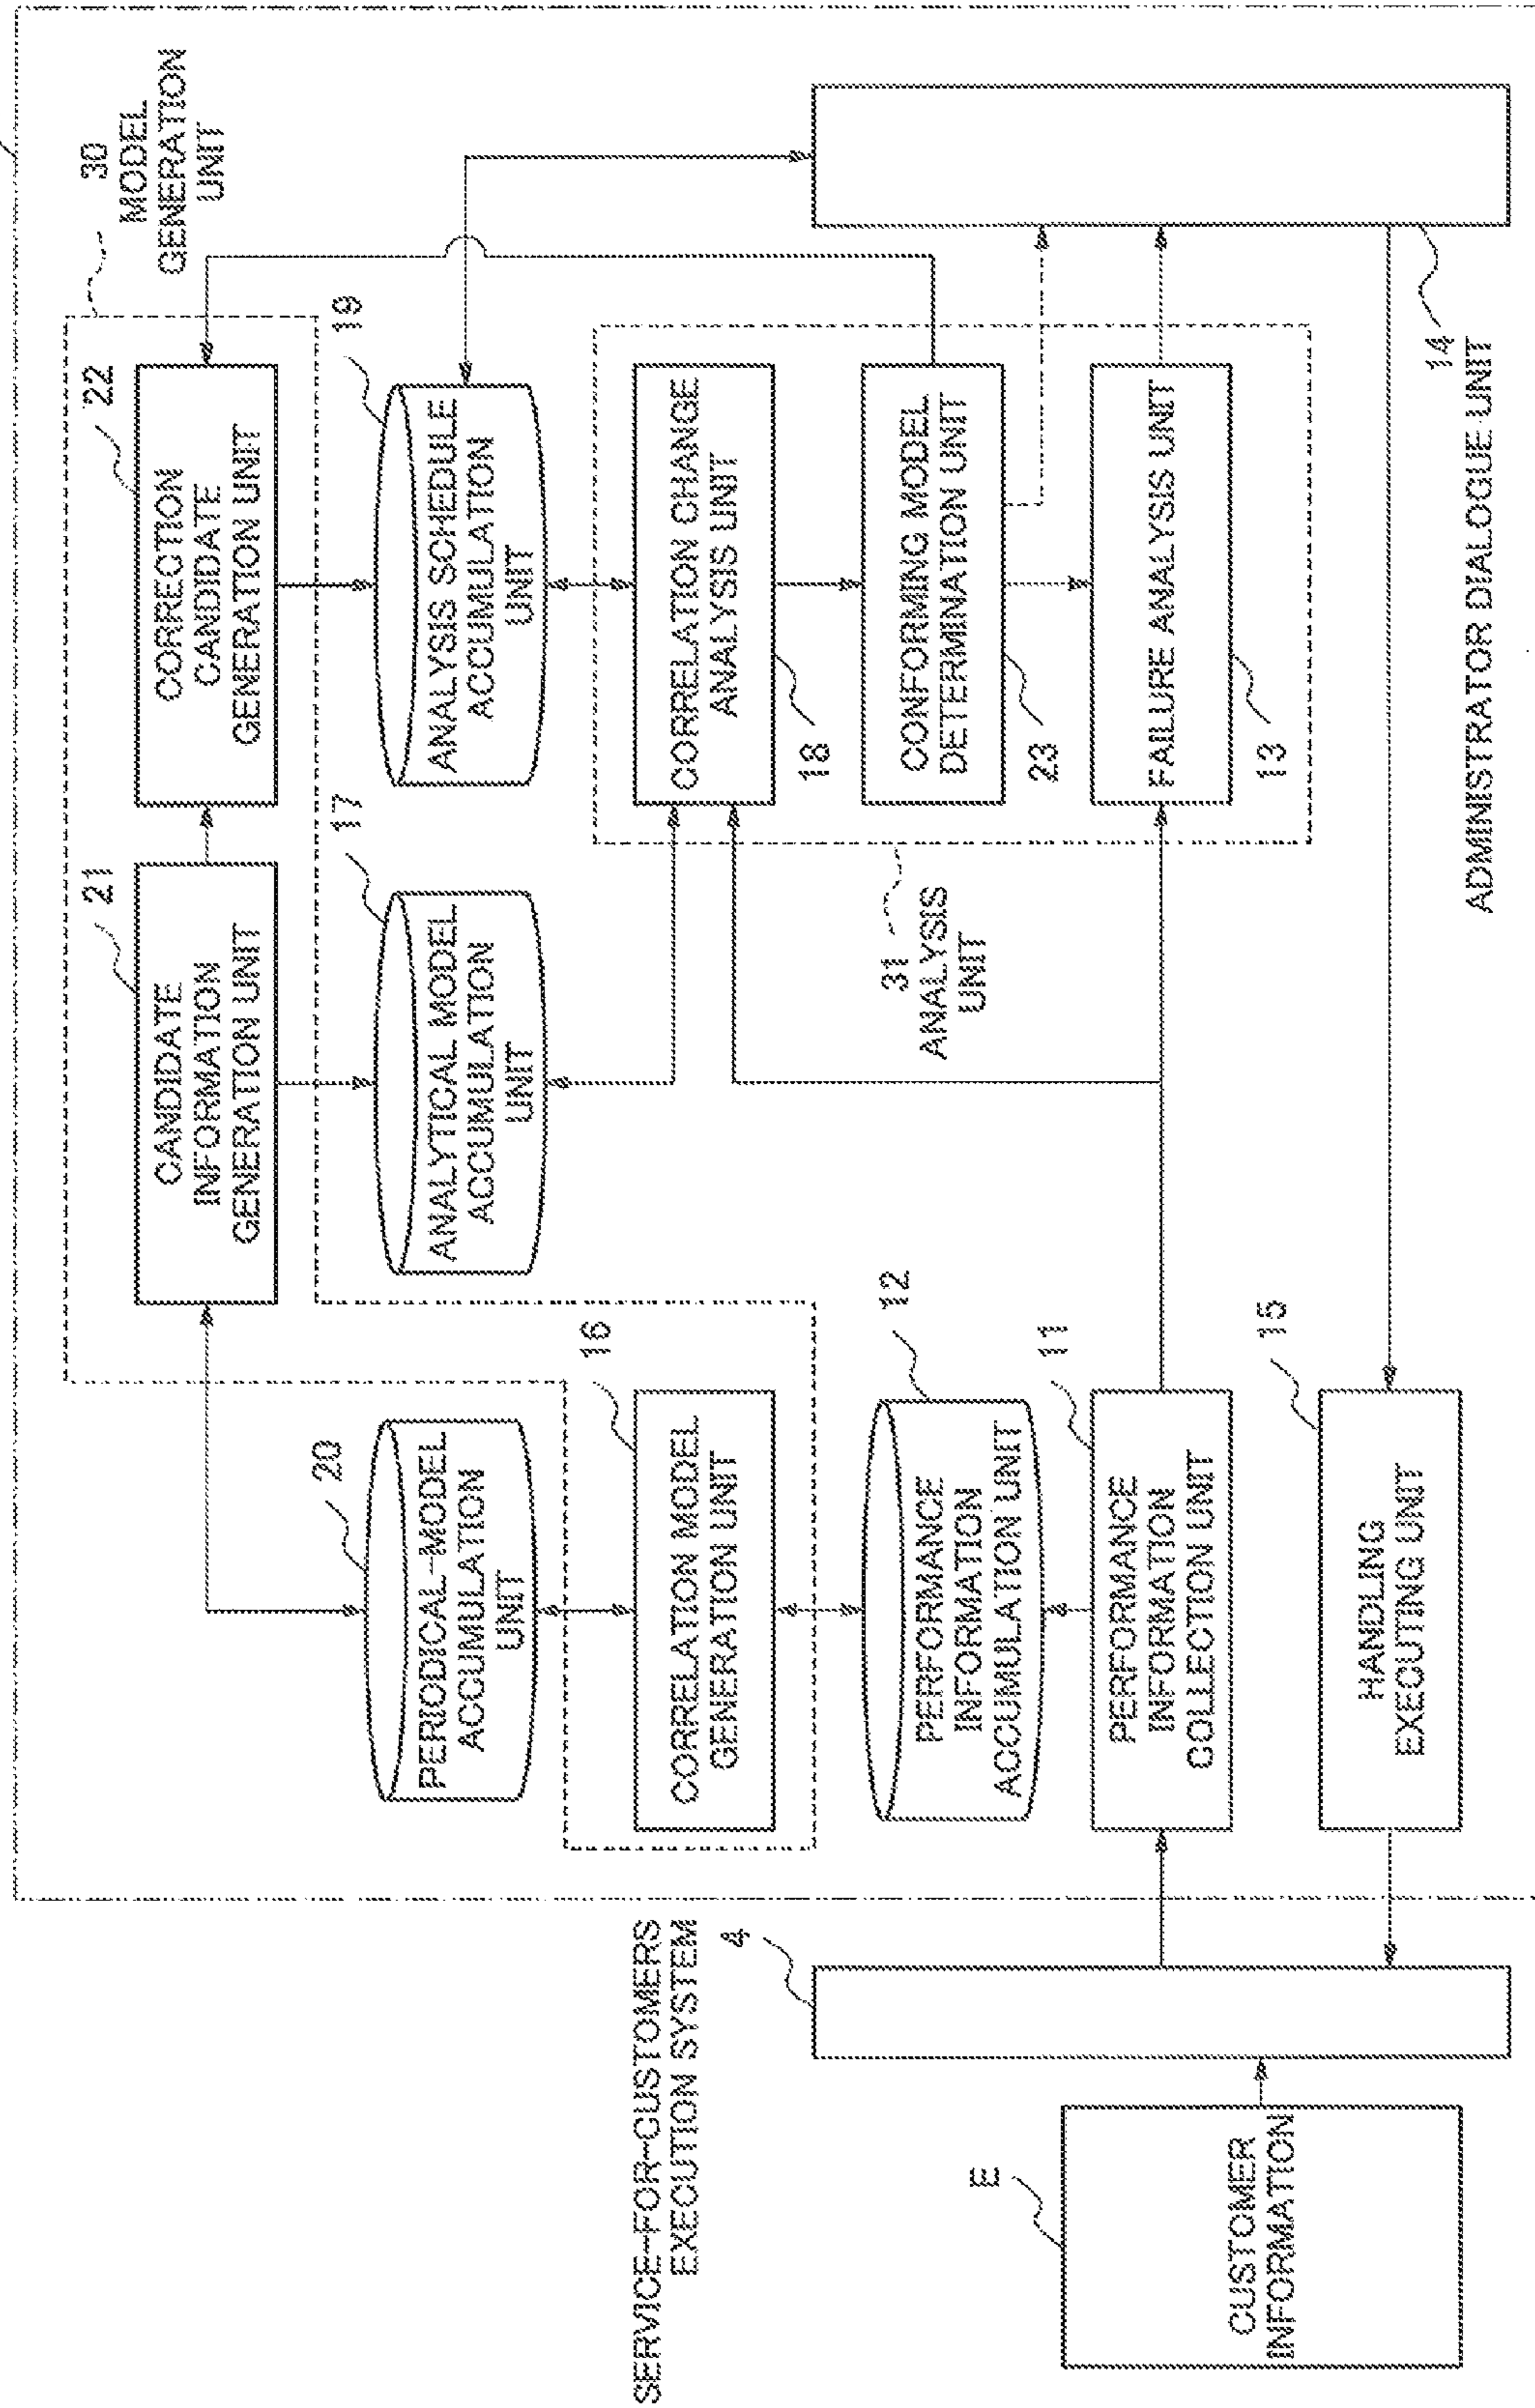 30
MODEL
GENERATION
UNIT
21
CANDIDATE
INFORMATION
GENERATION UNIT
22
CORRECTION
CANDIDATE
GENERATION UNIT
20
PERIODICAL-MODEL
ACCUMULATION
UNIT
17
ANALYTICAL MODEL
ACCUMULATION
UNIT
19
ANALYSIS SCHEDULE
ACCUMULATION
UNIT
SERVICE-FOR-CUSTOMERS
EXECUTION SYSTEM
4
16
CORRELATION MODEL
GENERATION UNIT
CORRELATION CHANGE
ANALYSIS UNIT
18
12
PERFORMANCE
INFORMATION
ACCUMULATION UNIT
31
ANALYSIS
UNIT
CONFORMING MODEL
DETERMINATION UNIT
23
E
CUSTOMER
INFORMATION
11
PERFORMANCE
INFORMATION
COLLECTION UNIT
FAILURE ANALYSIS UNIT
13
15
HANDLING
EXECUTING UNIT
14
ADMINISTRATOR DIALOGUE UNIT